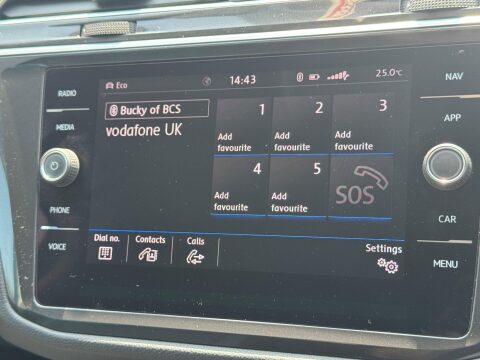 RADIO
MEDIA
PHONE
VOICE
Eco
14:43
25.0°C
Bucky of BCS
vodafone UK
1
Add
favourite
2
Add
favourite
3
Add
favourite
4
Add
favourite
5
Add
favourite
SOS
Dial no.
Contacts
Calls
Settings
NAV
APP
CAR
MENU